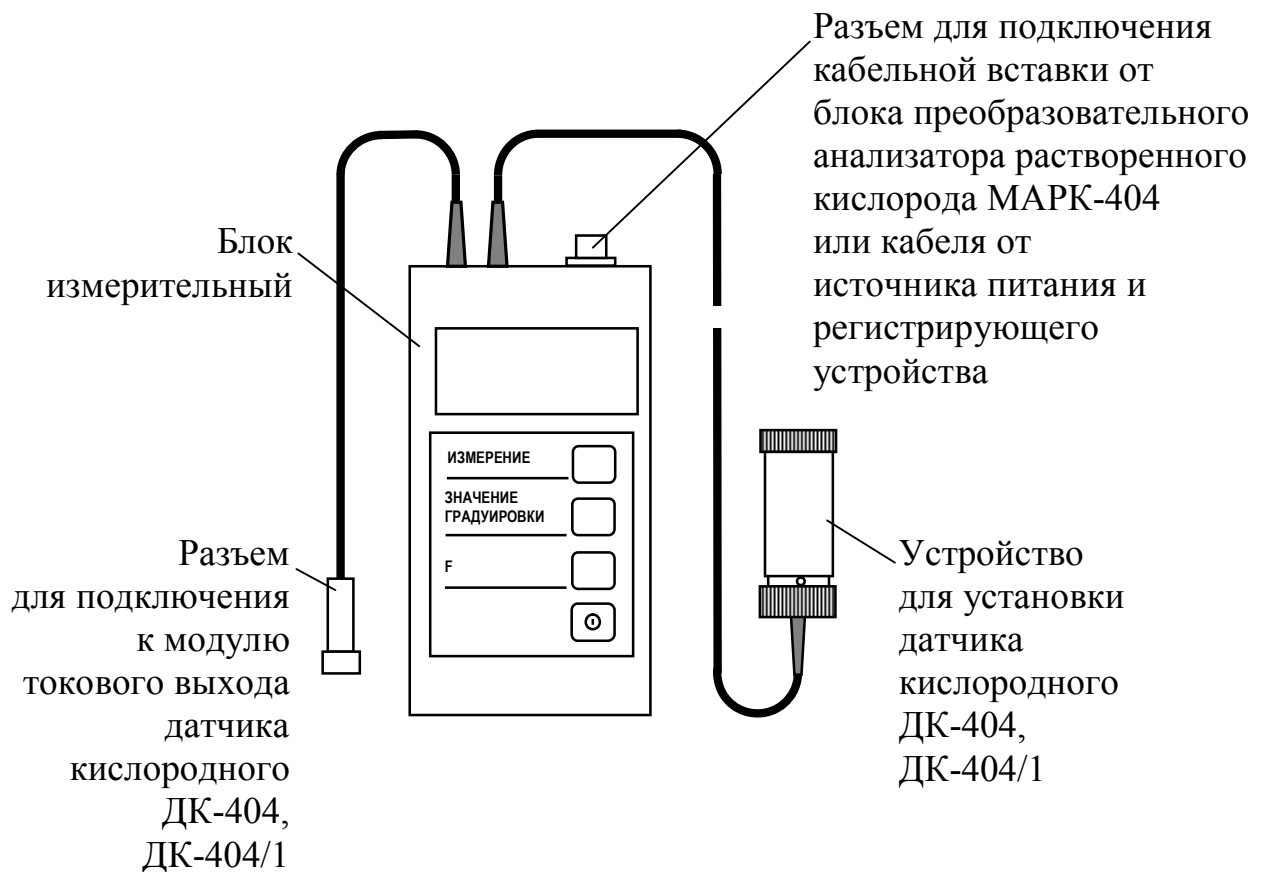 Разъем для подключения
кабельной вставки от
блока преобразовательного
анализатора растворенного
кислорода МАРК-404
или кабеля от
источника питания и
регистрирующего
устройства
Блок
измерительный
ИЗМЕРЕНИЕ
ЗНАЧЕНИЕ
ГРАДУИРОВКИ
F
Разъем
для подключения
к модулю
токового выхода
датчика
кислородного
ДК-404,
ДК-404/1
Устройство
для установки
датчика
кислородного
ДК-404,
ДК-404/1